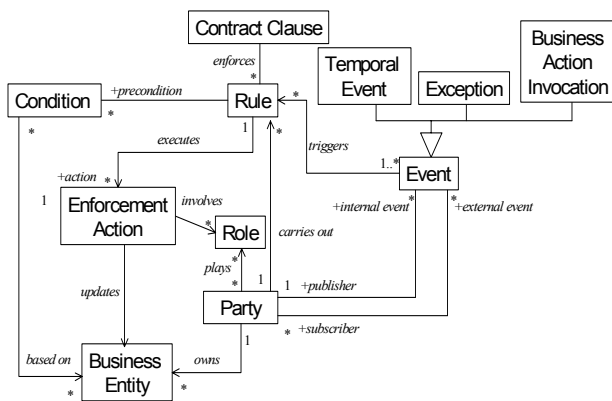 Contract Clause
Business
Action
Invocation
Temporal
Event
Exception
enforces
*
Condition
+precondition
*
Rule
*
*
*
1
executes
triggers
1..*
Event
+action
*
1
Enforcement
Action
involves
*
Role
*
+internal event
*
+external event
carries out
plays
*
1
1
+publisher
updates
Party
*
+subscriber
1
based on
Business
Entity
owns
*
*